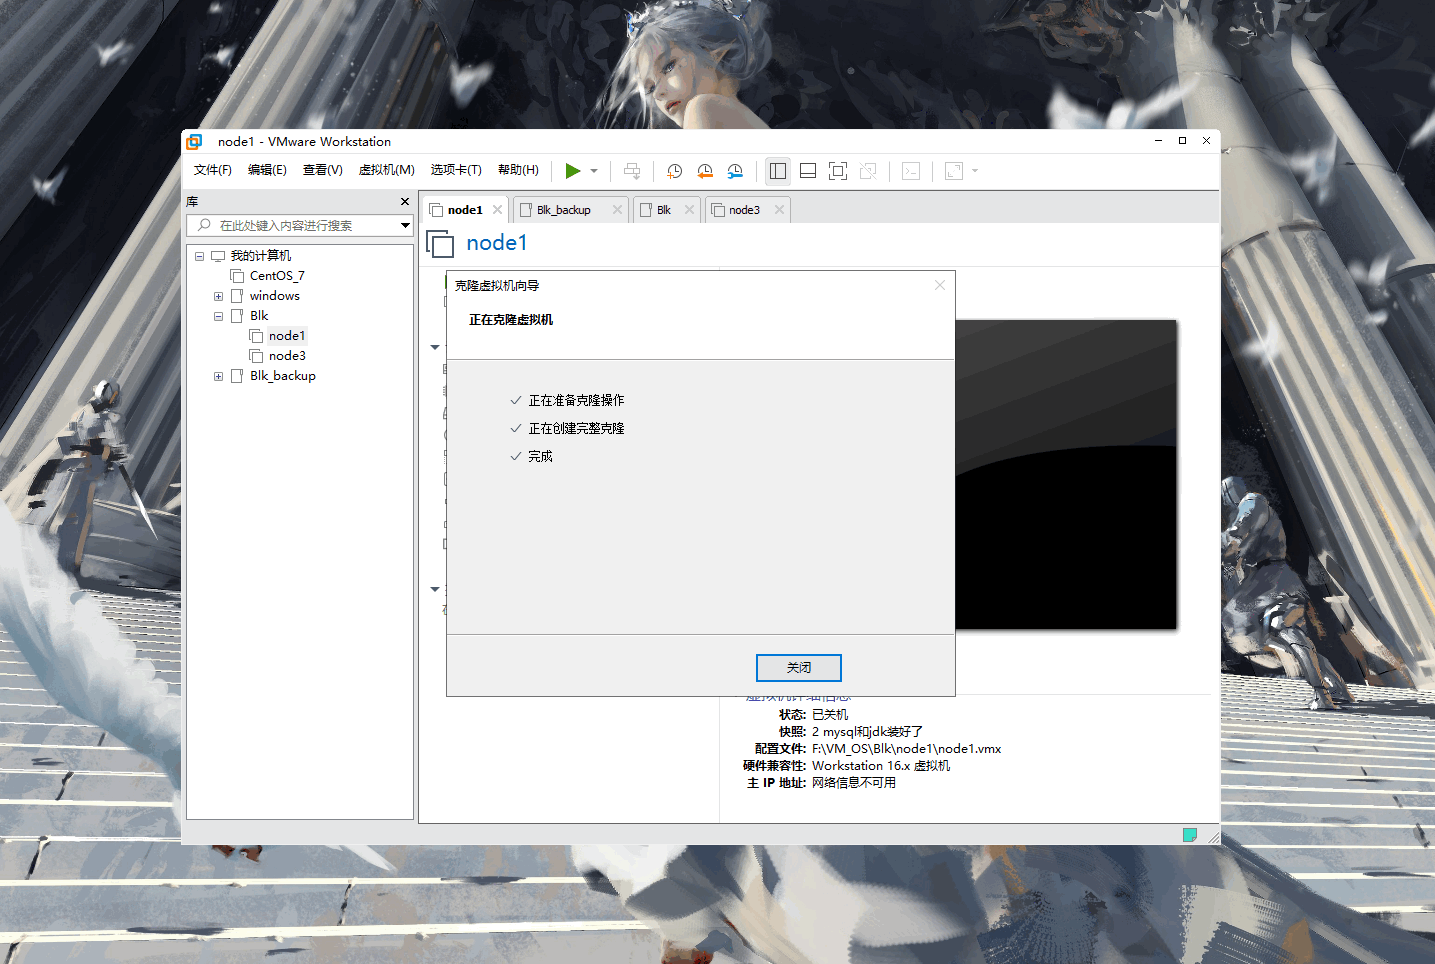 node1 - VMware Workstation
文件(F) 编辑(E) 查看(V) 虚拟机(M) 选项卡(T) 帮助(H)
库
在此处键入内容进行搜索
我的计算机
CentOS_7
windows
Blk
node1
node3
Blk_backup
node1 Blk_backup Blk node3
node1
克隆虚拟机向导
正在克隆虚拟机
正在准备克隆操作
正在创建完整克隆
完成
关闭
虚拟机详细信息
状态: 已关机
快照: 2 mysql和jdk装好了
配置文件: F:\VM_OS\Blk\node1\node1.vmx
硬件兼容性: Workstation 16.x 虚拟机
主 IP 地址: 网络信息不可用